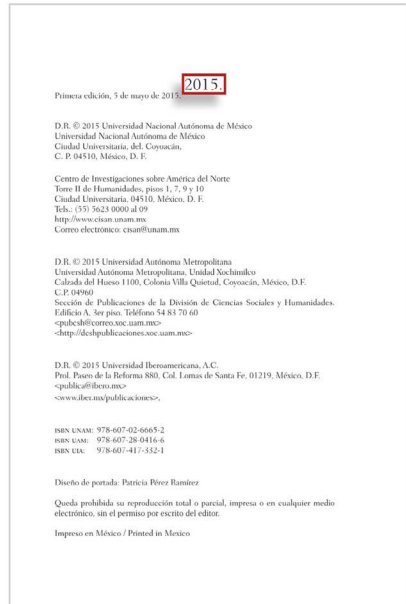 2015.
Primera edición, 5 de mayo de 2015.
D.R. © 2015 Universidad Nacional Autónoma de México
Universidad Nacional Autónoma de México
Ciudad Universitaria, del. Coyoacán,
C. P. 04510, México, D. F.
Centro de Investigaciones sobre América del Norte
Torre II de Humanidades, pisos 1, 7, 9 y 10
Ciudad Universitaria, 04510, México, D. F.
Tels.: (55) 5623 0000 al 09
http://www.cisan.unam.mx
Correo electrónico: cisan@unam.mx
D.R. © 2015 Universidad Autónoma Metropolitana
Universidad Autónoma Metropolitana, Unidad Xochimilco
Calzada del Hueso 1100, Colonia Villa Quietud, Coyoacán, México, D.F.
C.P. 04960
Sección de Publicaciones de la División de Ciencias Sociales y Humanidades.
Edificio A, 3er piso. Teléfono 54 83 70 60
<pubcsh@correo.xoc.uam.mx>
<http://dcshpublicaciones.xoc.uam.mx>
D.R. © 2015 Universidad Iberoamericana, A.C.
Prol. Paseo de la Reforma 880, Col. Lomas de Santa Fe, 01219, México, D.F.
<publica@ibero.mx>
<www.iber.mx/publicaciones>,
ISBN UNAM: 978-607-02-6665-2
ISBN UAM: 978-607-28-0416-6
ISBN UIA: 978-607-417-332-1
Diseño de portada: Patricia Pérez Ramírez
Queda prohibida su reproducción total o parcial, impresa o en cualquier medio
electrónico, sin el permiso por escrito del editor.
Impreso en México / Printed in Mexico